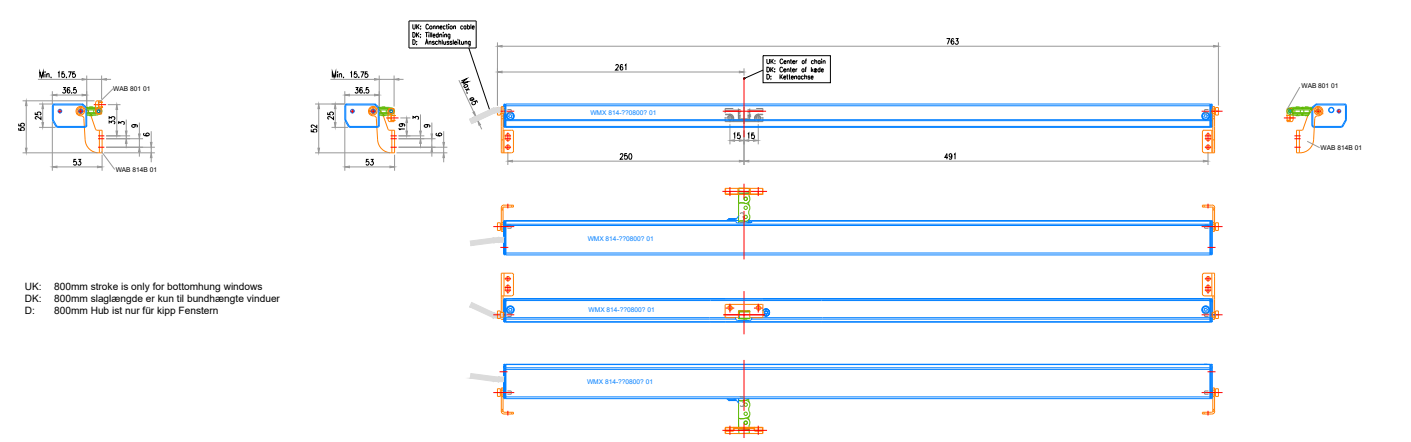 UK: Connection cable
DK: Tilledning
D: Anschlussleitung
763
261
UK: Center of chain
DK: Center of kæde
D: Kettenachse
Min. 15,75
36,5
WAB 801 01
55
25
33
3
9
6
53
WAB 814B 01
Min. 15,75
36,5
52
25
19
3
9
6
53
Max. ø5
WMX 814-??0800? 01
15
15
250
491
WAB 801 01
WAB 814B 01
WMX 814-??0800? 01
UK: 800mm stroke is only for bottomhung windows
DK: 800mm slaglængde er kun til bundhængte vinduer
D: 800mm Hub ist nur für kipp Fenstern
WMX 814-??0800? 01
WMX 814-??0800? 01